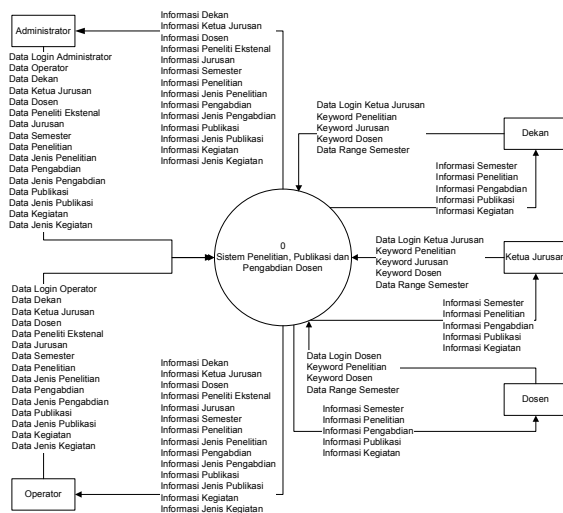 Administrator
Data Login Administrator
Data Operator
Data Dekan
Data Ketua Jurusan
Data Dosen
Data Peneliti Ekstenal
Data Jurusan
Data Semester
Data Penelitian
Data Jenis Penelitian
Data Pengabdian
Data Jenis Pengabdian
Data Publikasi
Data Jenis Publikasi
Data Kegiatan
Data Jenis Kegiatan
Informasi Dekan
Informasi Ketua Jurusan
Informasi Dosen
Informasi Peneliti Ekstenal
Informasi Jurusan
Informasi Semester
Informasi Penelitian
Informasi Jenis Penelitian
Informasi Pengabdian
Informasi Jenis Pengabdian
Informasi Publikasi
Informasi Jenis Publikasi
Informasi Kegiatan
Informasi Jenis Kegiatan
Data Login Ketua Jurusan
Keyword Penelitian
Keyword Jurusan
Keyword Dosen
Data Range Semester
Dekan
Informasi Semester
Informasi Penelitian
Informasi Pengabdian
Informasi Publikasi
Informasi Kegiatan
0
Sistem Penelitian, Publikasi dan
Pengabdian Dosen
Data Login Ketua Jurusan
Keyword Penelitian
Keyword Jurusan
Keyword Dosen
Data Range Semester
Ketua Jurusan
Informasi Semester
Informasi Penelitian
Informasi Pengabdian
Informasi Publikasi
Informasi Kegiatan
Data Login Dosen
Keyword Penelitian
Keyword Dosen
Data Range Semester
Dosen
Informasi Semester
Informasi Penelitian
Informasi Pengabdian
Informasi Publikasi
Informasi Kegiatan
Data Login Operator
Data Dekan
Data Ketua Jurusan
Data Dosen
Data Peneliti Ekstenal
Data Jurusan
Data Semester
Data Penelitian
Data Jenis Penelitian
Data Pengabdian
Data Jenis Pengabdian
Data Publikasi
Data Jenis Publikasi
Data Kegiatan
Data Jenis Kegiatan
Operator
Informasi Dekan
Informasi Ketua Jurusan
Informasi Dosen
Informasi Peneliti Ekstenal
Informasi Jurusan
Informasi Semester
Informasi Penelitian
Informasi Jenis Penelitian
Informasi Pengabdian
Informasi Jenis Pengabdian
Informasi Publikasi
Informasi Jenis Publikasi
Informasi Kegiatan
Informasi Jenis Kegiatan